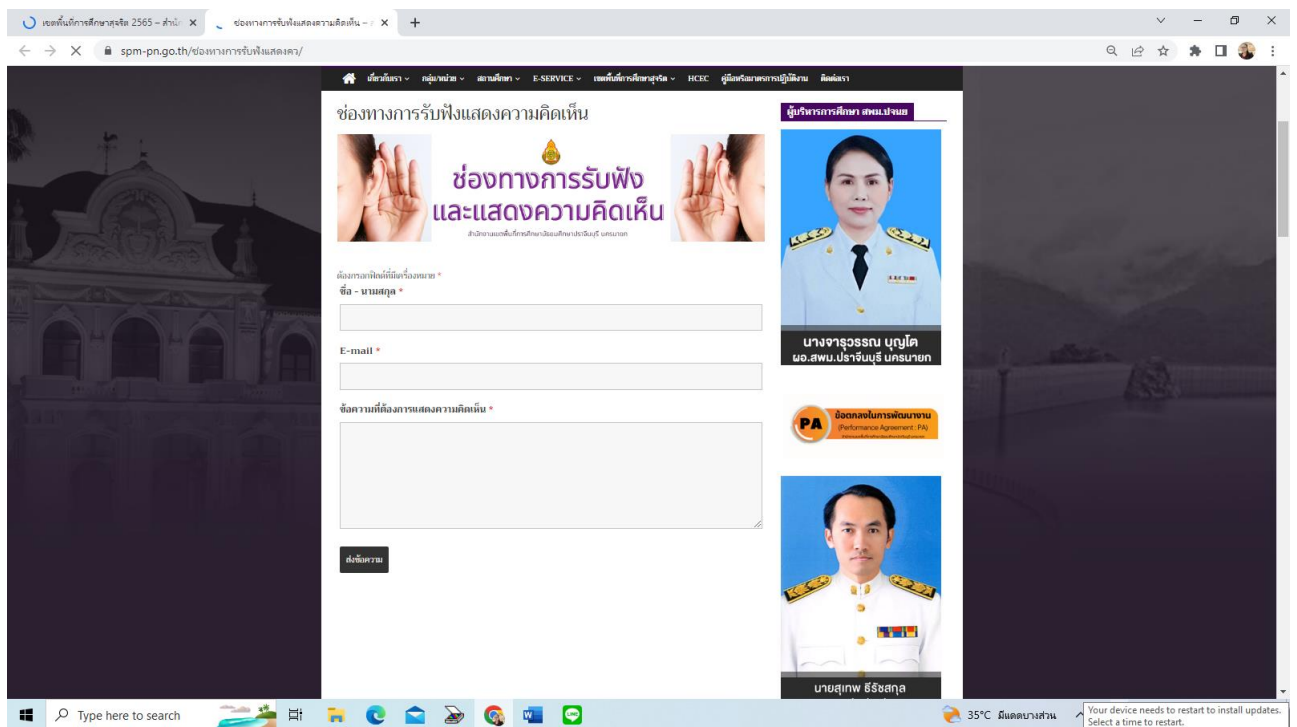 เขตพื้นที่การศึกษาสุจริต 2565 – สำนัก
ช่องทางการรับฟังแสดงความคิดเห็น –
spm-pn.go.th/ช่องทางการรับฟังแสดงคว/
เกี่ยวกับเรา กลุ่ม/หน่วย สถานศึกษา E-SERVICE เขตพื้นที่การศึกษาสุจริต HCEC คู่มือหรือมาตรการปฏิบัติงาน ติดต่อเรา
ช่องทางการรับฟังแสดงความคิดเห็น
ช่องทางการรับฟัง
และแสดงความคิดเห็น
สำนักงานเขตพื้นที่การศึกษามัธยมศึกษาปราจีนบุรี นครนายก
ต้องกรอกฟิลด์ที่มีเครื่องหมาย *
ชื่อ - นามสกุล *
E-mail *
ข้อความที่ต้องการแสดงความคิดเห็น *
ส่งข้อความ
ผู้บริหารการศึกษา สพม.ปจนย
นางจารุวรรณ บุญโต
ผอ.สพม.ปราจีนบุรี นครนายก
PA
ข้อตกลงในการพัฒนางาน
(Performance Agreement : PA)
นายสุเทพ ธีรัชสกุล
Type here to search
35°C มีแดดบางส่วน
Your device needs to restart to install updates.
Select a time to restart.